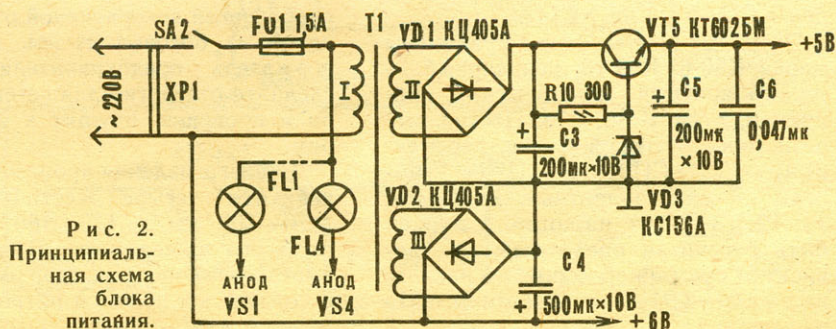 SA2
FU1 1,5A
T1
VD1 КЦ405А
VT5 КТ602БМ
+5В
~220В
XP1
I
II
R10 300
C5
C6
+
200мк
×10В
0,047мк
+
C3
200мк×10В
FL1
VD2 КЦ405А
VD3
КС156А
III
FL4
C4
АНОД
VS1
АНОД
VS4
+
500мк×10В
+6В
Рис. 2.
Принципиаль-
ная схема
блока
питания.